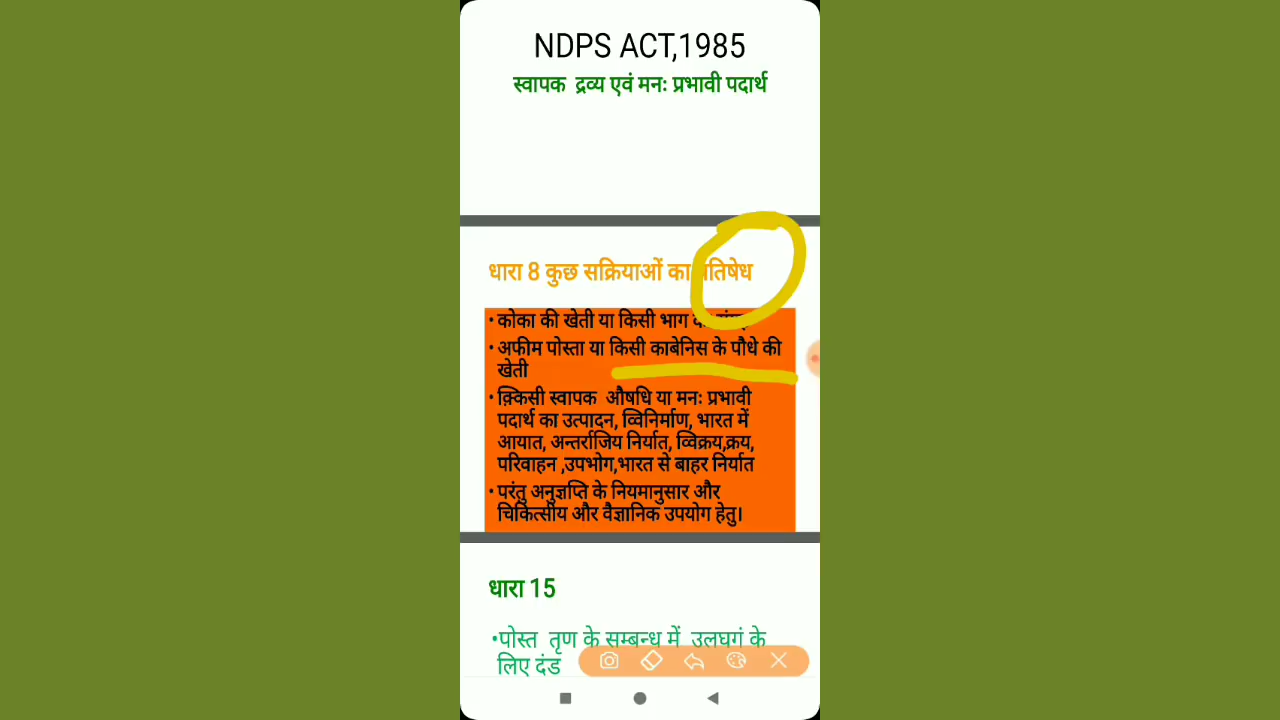 NDPS ACT,1985
स्वापक द्रव्य एवं मनः प्रभावी पदार्थ
धारा 8 कुछ सक्रियाओं का प्रतिषेध
• कोका की खेती या किसी भाग का
• अफीम पोस्ता या किसी काबेनिस के पौधे की
खेती
• क़्किसी स्वापक औषधि या मनः प्रभावी
पदार्थ का उत्पादन, व्विनिर्माण, भारत में
आयात, अन्तर्राजिय निर्यात, व्विक्रय,क्रय,
परिवाहन ,उपभोग,भारत से बाहर निर्यात
• परंतु अनुज्ञप्ति के नियमानुसार और
चिकित्सीय और वैज्ञानिक उपयोग हेतु।
धारा 15
•पोस्त तृण के सम्बन्ध में उलघगं के
लिए दंड